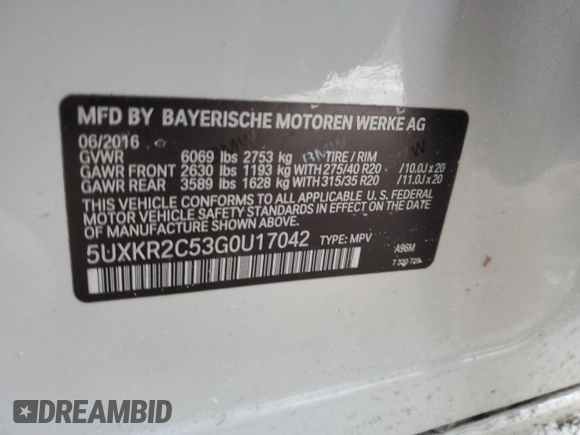 MFD BY BAYERISCHE MOTOREN WERKE AG
06/2016
GVWR 6069 lbs 2753 kg TIRE / RIM
GAWR FRONT 2630 lbs 1193 kg WITH 275/40 R20 /10.0J x 20
GAWR REAR 3589 lbs 1628 kg WITH 315/35 R20 /11.0J x 20
THIS VEHICLE CONFORMS TO ALL APPLICABLE U. S. FEDERAL
MOTOR VEHICLE SAFETY STANDARDS IN EFFECT ON THE DATE OF
MANUFACTURE SHOWN ABOVE.
5UXKR2C53G0U17042 TYPE: MPV A96M
DREAMBID